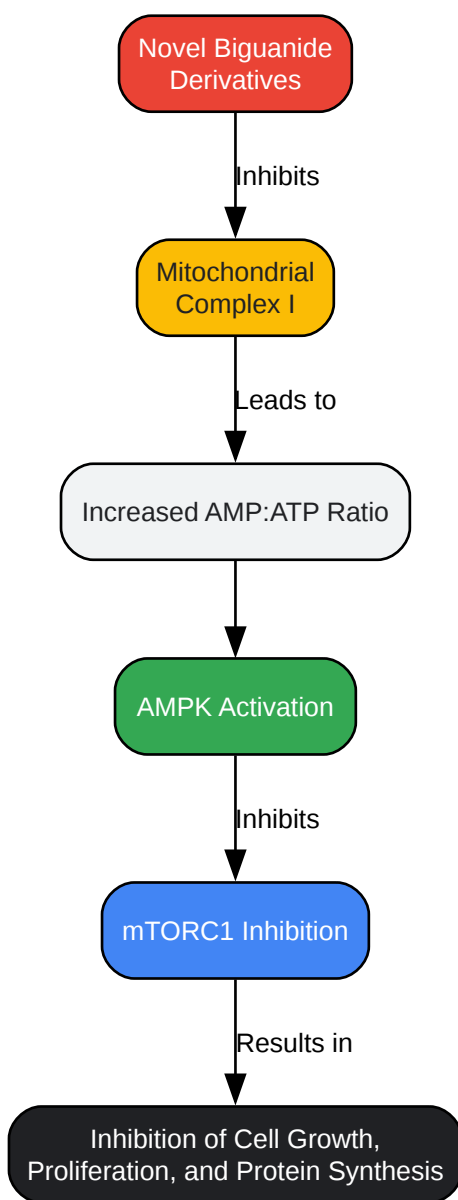 Novel Biguanide
Derivatives
Inhibits
Mitochondrial
Complex I
Leads to
Increased AMP:ATP Ratio
AMPK Activation
Inhibits
mTORC1 Inhibition
Results in
Inhibition of Cell Growth,
Proliferation, and Protein Synthesis